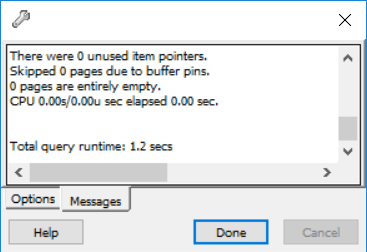 There were 0 unused item pointers.
Skipped 0 pages due to buffer pins.
0 pages are entirely empty.
CPU 0.00s/0.00u sec elapsed 0.00 sec.
Total query runtime: 1.2 secs
Options Messages
Help Done Cancel